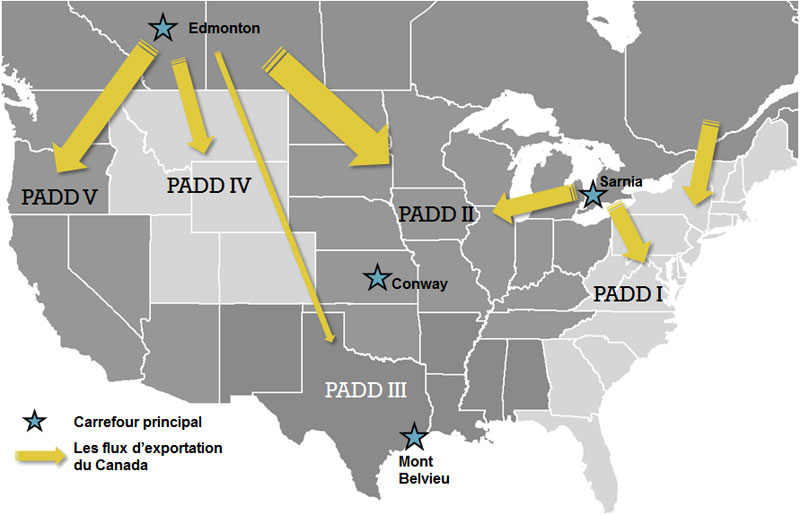 Edmonton
PADD V
PADD IV
PADD II
Sarnia
Conway
PADD I
PADD III
Carrefour principal
Les flux d'exportation
du Canada
Mont
Belvieu